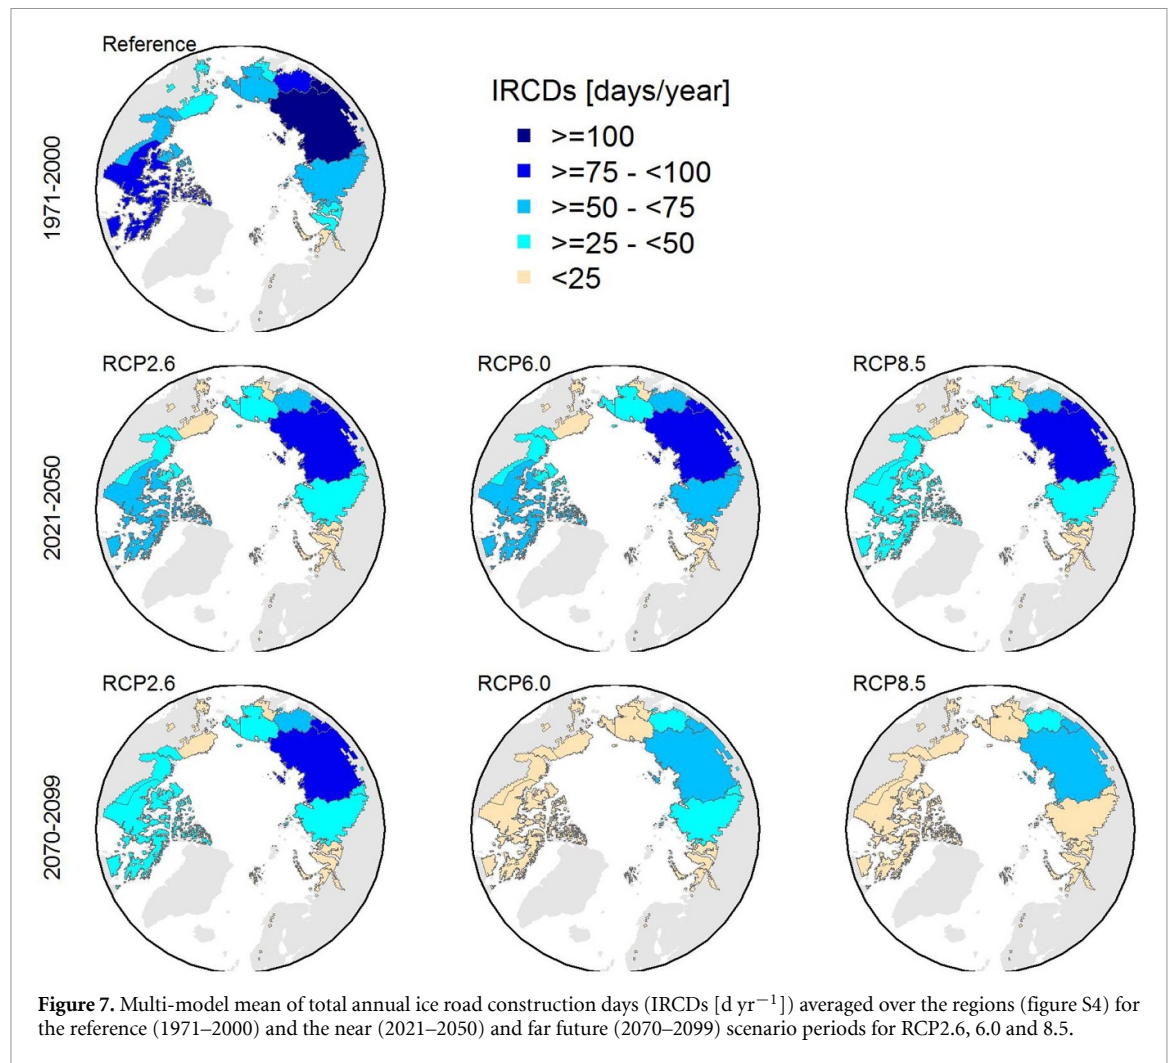 Reference
1971-2000
IRCDs [days/year]
>=100
>=75 - <100
>=50 - <75
>=25 - <50
<25
2021-2050
RCP2.6
RCP6.0
RCP8.5
2070-2099
RCP2.6
RCP6.0
RCP8.5
Figure 7. Multi-model mean of total annual ice road construction days (IRCDs [d yr⁻¹]) averaged over the regions (figure S4) for
the reference (1971–2000) and the near (2021–2050) and far future (2070–2099) scenario periods for RCP2.6, 6.0 and 8.5.